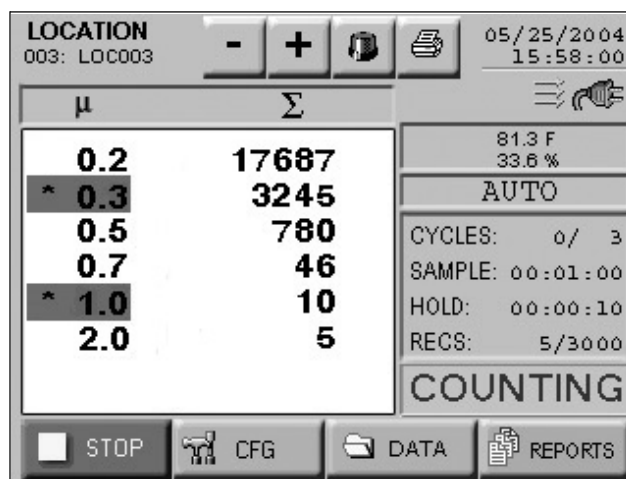 LOCATION
003: LOC003
- +
05/25/2004
15:58:00
µ Σ
0.2 17687
* 0.3 3245
0.5 780
0.7 46
* 1.0 10
2.0 5
81.3 F
33.6 %
AUTO
CYCLES: 0/ 3
SAMPLE: 00:01:00
HOLD: 00:00:10
RECS: 5/3000
COUNTING
STOP
CFG
DATA
REPORTS